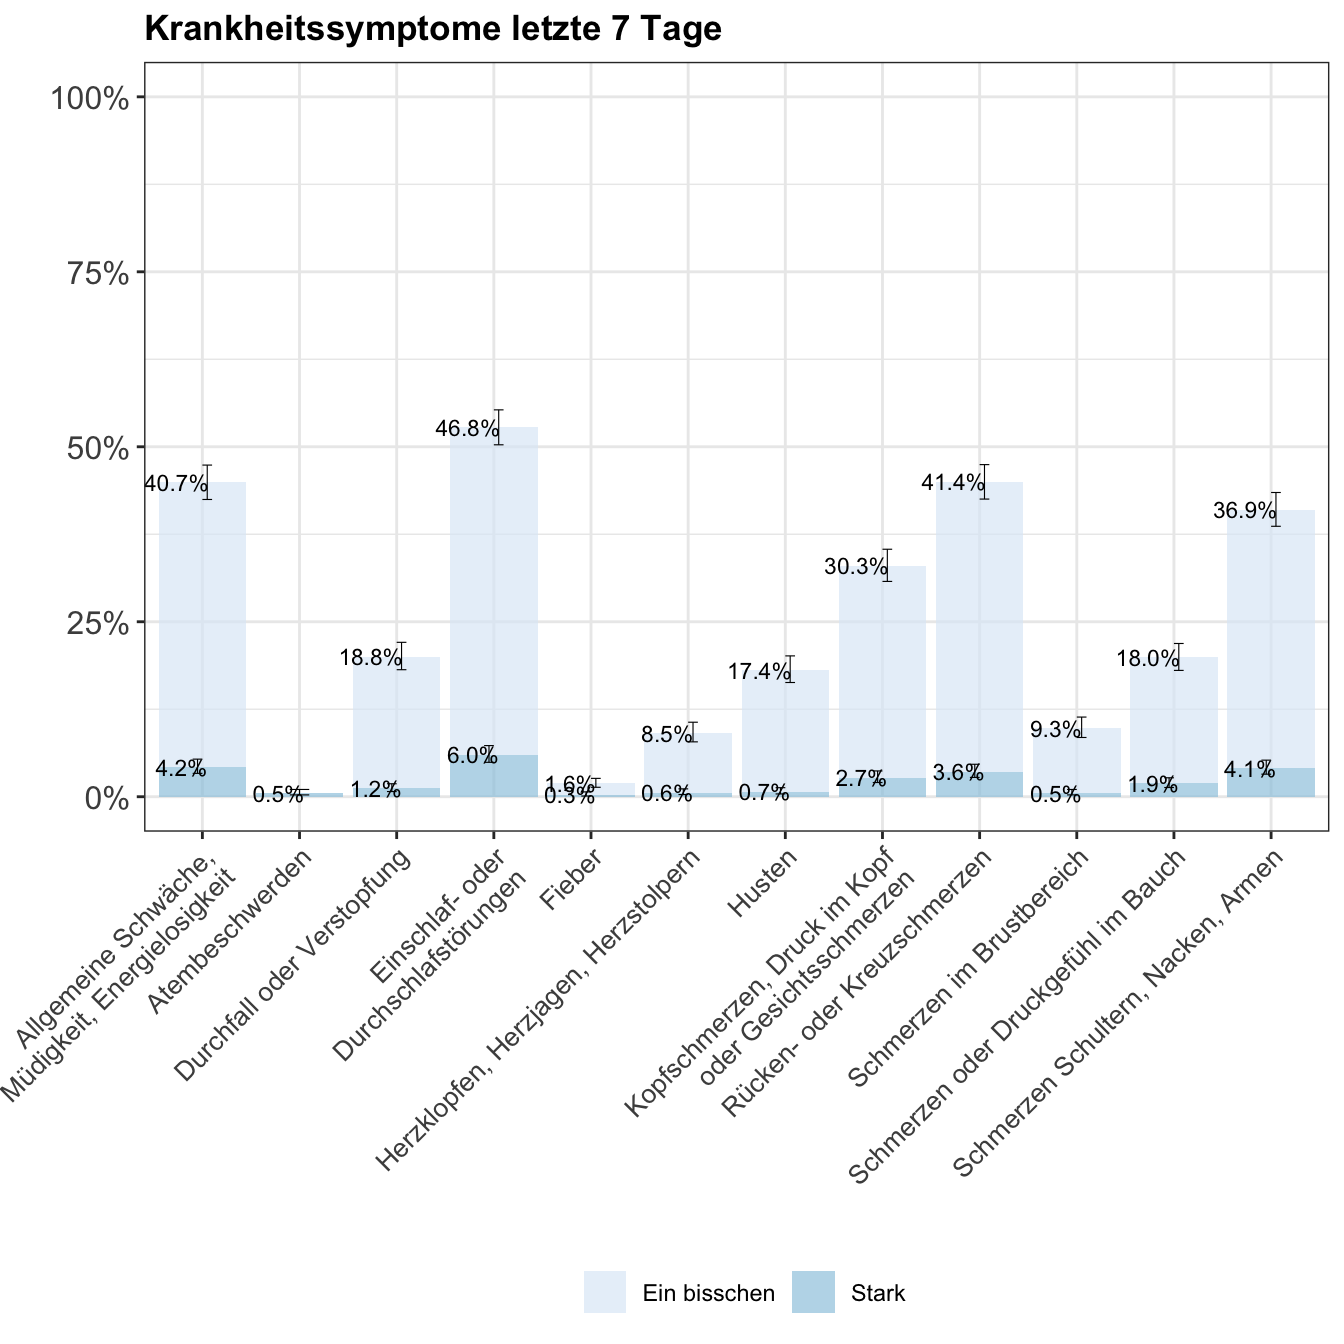 Krankheitssymptome letzte 7 Tage
100%
75%
50%
25%
0%
40.7%
4.2%
0.5%
18.8%
1.2%
46.8%
6.0%
1.6%
0.3%
8.5%
0.6%
17.4%
0.7%
30.3%
2.7%
41.4%
3.6%
9.3%
0.5%
18.0%
1.9%
36.9%
4.1%
Allgemeine Schwäche,
Müdigkeit, Energielosigkeit
Atembeschwerden
Durchfall oder Verstopfung
Einschlaf- oder
Durchschlafstörungen
Fieber
Herzklopfen, Herzjagen, Herzstolpern
Husten
Kopfschmerzen, Druck im Kopf
oder Gesichtsschmerzen
Rücken- oder Kreuzschmerzen
Schmerzen im Brustbereich
Schmerzen oder Druckgefühl im Bauch
Schmerzen Schultern, Nacken, Armen
Ein bisschen
Stark